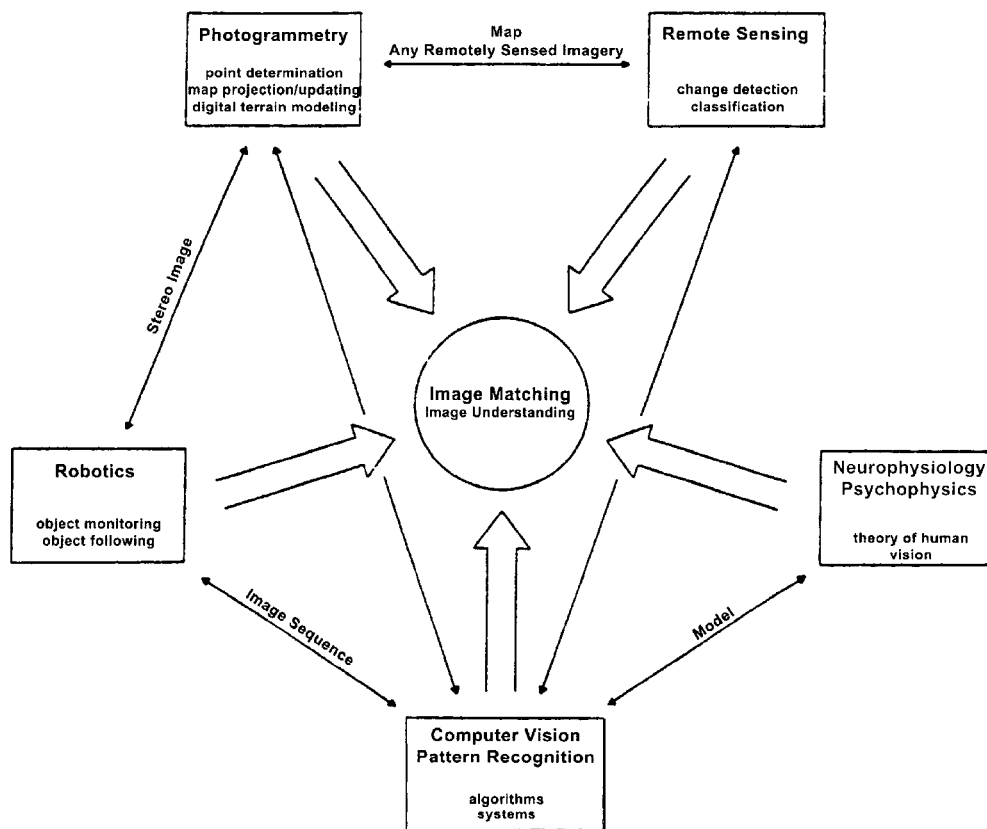 Photogrammetry
point determination
map projection/updating
digital terrain modeling
Map
Any Remotely Sensed Imagery
Remote Sensing
change detection
classification
Stereo Image
Image Matching
Image Understanding
Robotics
object monitoring
object following
Neurophysiology
Psychophysics
theory of human
vision
Image Sequence
Model
Computer Vision
Pattern Recognition
algorithms
systems